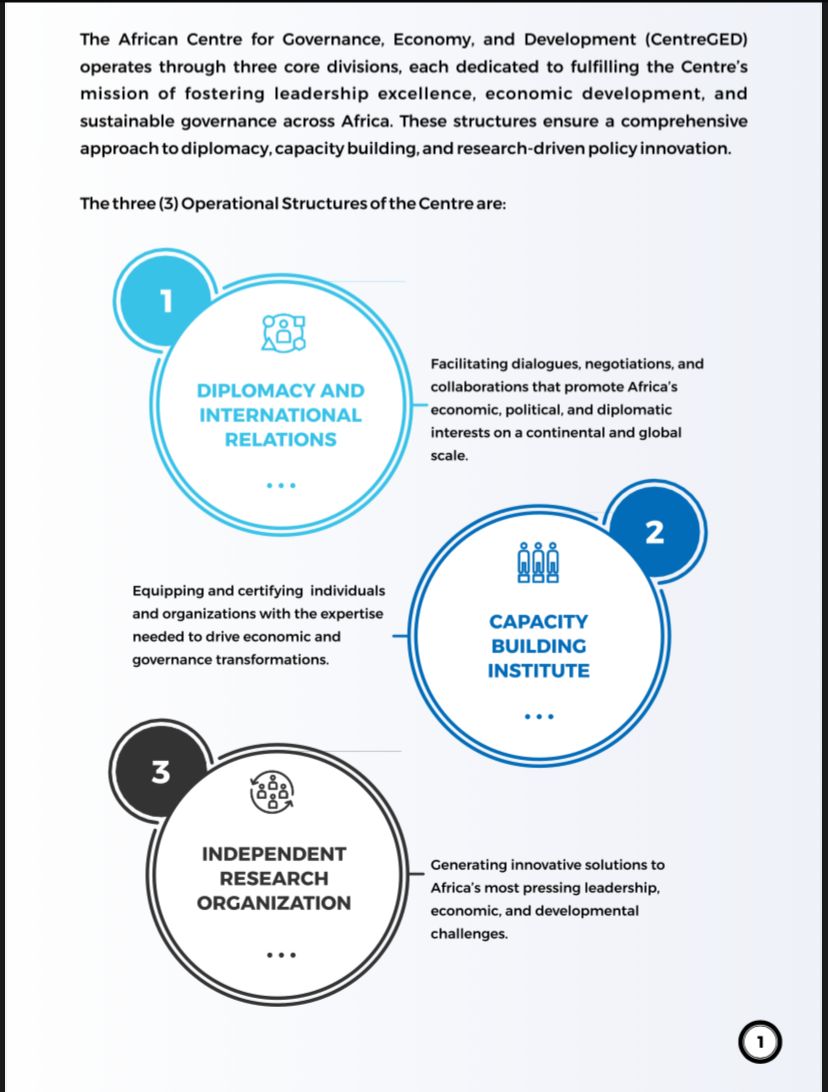 The African Centre for Governance, Economy, and Development (CentreGED)
operates through three core divisions, each dedicated to fulfilling the Centre's
mission of fostering leadership excellence, economic development, and
sustainable governance across Africa. These structures ensure a comprehensive
approach to diplomacy, capacity building, and research-driven policy innovation.
The three (3) Operational Structures of the Centre are:
1
DIPLOMACY AND
INTERNATIONAL
RELATIONS
...
Facilitating dialogues, negotiations, and
collaborations that promote Africa's
economic, political, and diplomatic
interests on a continental and global
scale.
2
CAPACITY
BUILDING
INSTITUTE
...
Equipping and certifying individuals
and organizations with the expertise
needed to drive economic and
governance transformations.
3
INDEPENDENT
RESEARCH
ORGANIZATION
...
Generating innovative solutions to
Africa's most pressing leadership,
economic, and developmental
challenges.
1